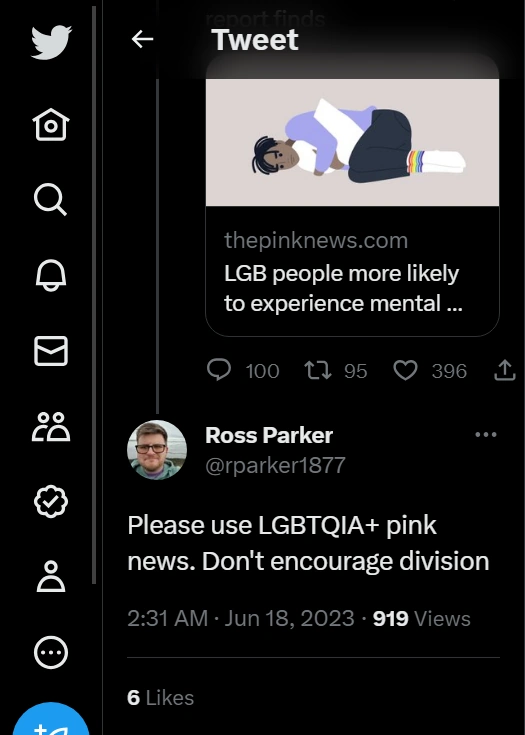 report finds
Tweet
thepinknews.com
LGB people more likely
to experience mental ...
100 95 396
Ross Parker
@rparker1877
Please use LGBTQIA+ pink
news. Don't encourage division
2:31 AM · Jun 18, 2023 · 919 Views
6 Likes